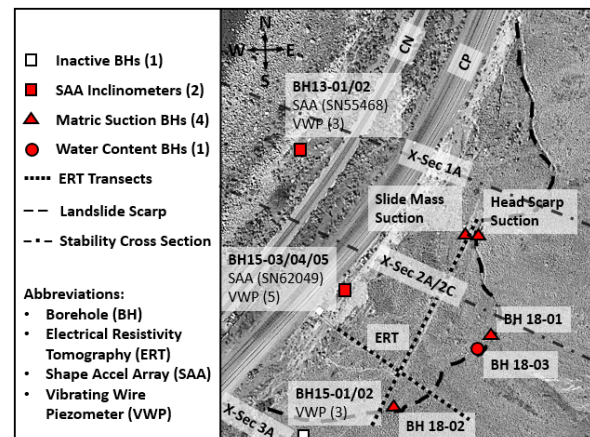 Inactive BHs (1)
SAA Inclinometers (2)
Matric Suction BHs (4)
Water Content BHs (1)
ERT Transects
Landslide Scarp
Stability Cross Section
Abbreviations:
• Borehole (BH)
• Electrical Resistivity
Tomography (ERT)
• Shape Accel Array (SAA)
• Vibrating Wire
Piezometer (VWP)
N
W E
S
CN
CP
BH13-01/02
SAA (SN55468)
VWP (3)
X-Sec 1A
Slide Mass
Suction
Head Scarp
Suction
BH15-03/04/05
SAA (SN62049)
VWP (5)
X-Sec 2A/2C
BH 18-01
ERT
BH 18-03
BH15-01/02
VWP (3)
BH 18-02
X-Sec 3A